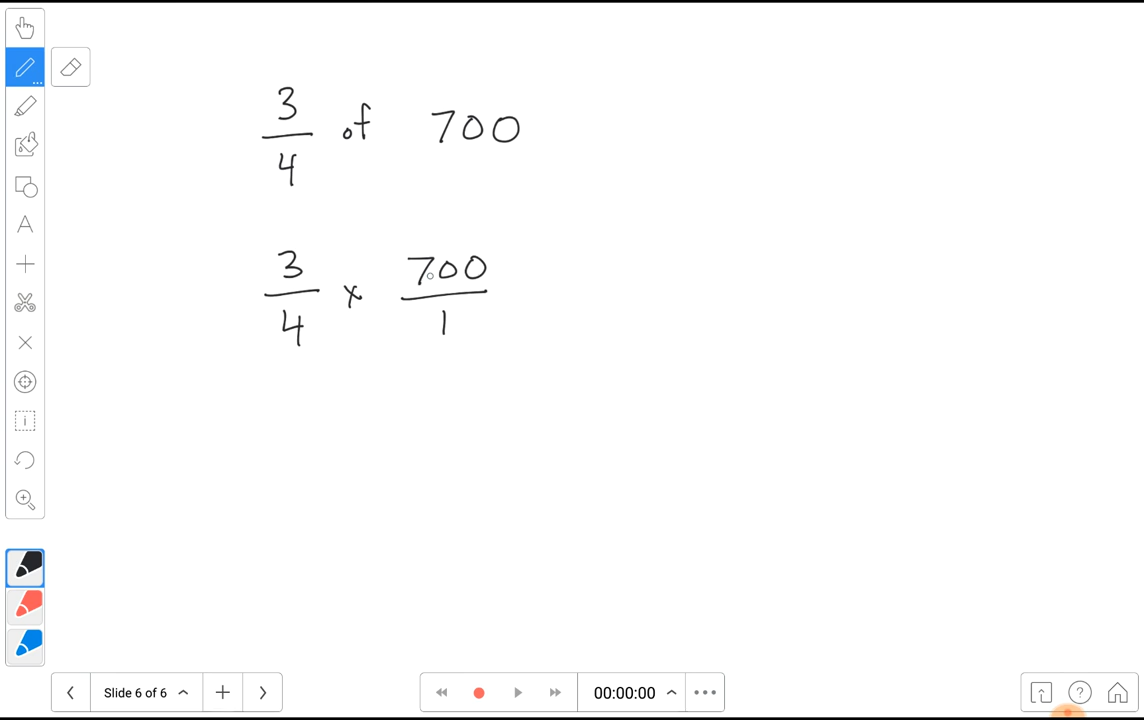 3/4 of 700
3/4 x 700/1
A
i
Slide 6 of 6
00:00:00
?